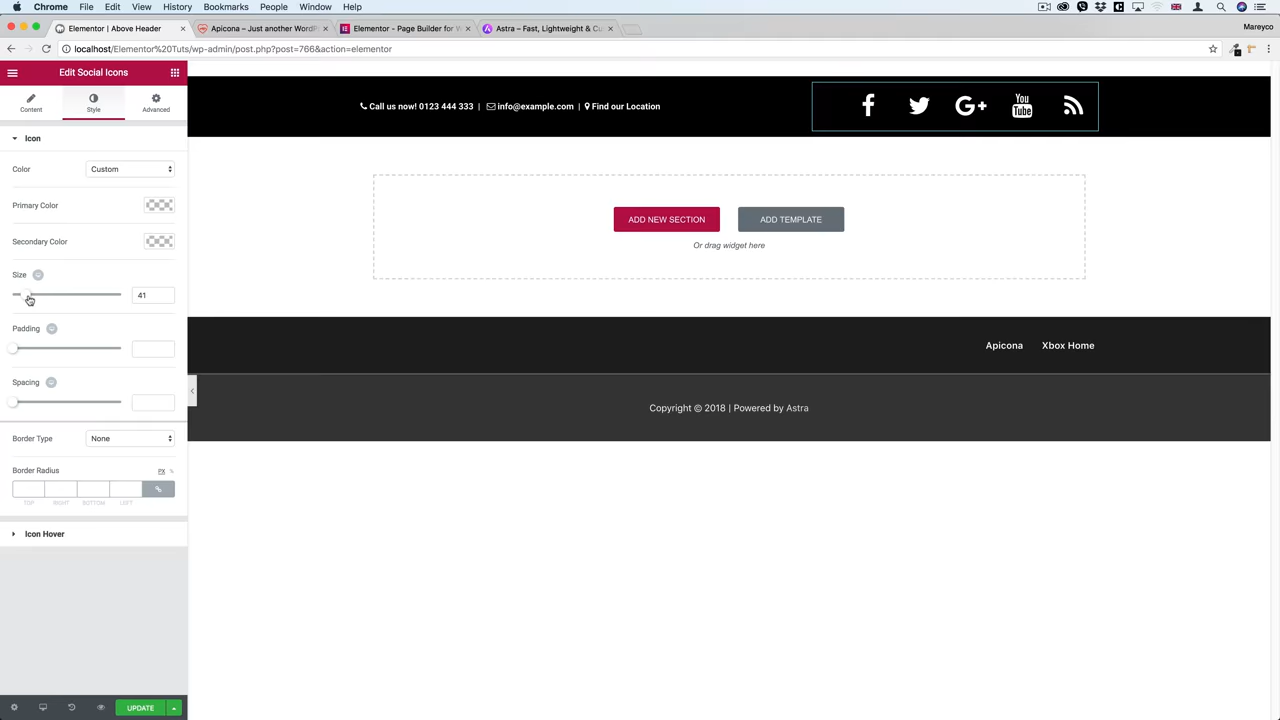 Chrome File Edit View History Bookmarks People Window Help
Elementor | Above Header
Apicona – Just another WordPr
Elementor - Page Builder for W
Astra – Fast, Lightweight & Cu
Mareyco
localhost/Elementor%20Tuts/wp-admin/post.php?post=766&action=elementor
Edit Social Icons
Content Style Advanced
Icon
Color Custom
Primary Color
Secondary Color
Size
41
Padding
Spacing
Border Type None
Border Radius PX %
TOP RIGHT BOTTOM LEFT
Icon Hover
UPDATE
Call us now! 0123 444 333 | info@example.com | Find our Location
G+ You Tube
ADD NEW SECTION ADD TEMPLATE
Or drag widget here
Apicona Xbox Home
Copyright © 2018 | Powered by Astra